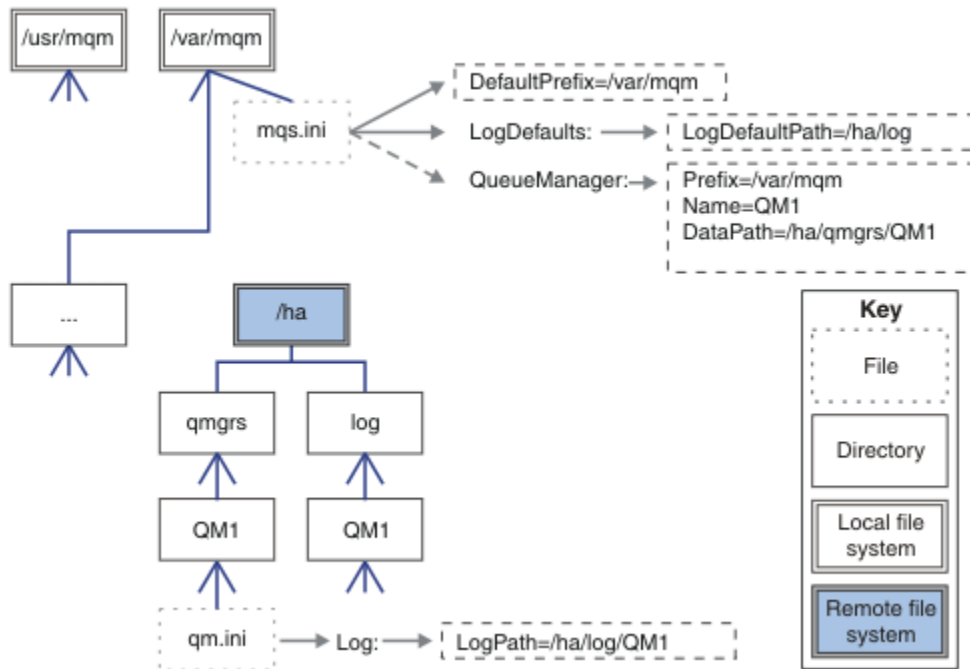 /usr/mqm
/var/mqm
mqs.ini
DefaultPrefix=/var/mqm
LogDefaults:
LogDefaultPath=/ha/log
QueueManager:
Prefix=/var/mqm
Name=QM1
DataPath=/ha/qmgrs/QM1
...
/ha
qmgrs
log
QM1
QM1
qm.ini
Log:
LogPath=/ha/log/QM1
Key
File
Directory
Local file
system
Remote file
system